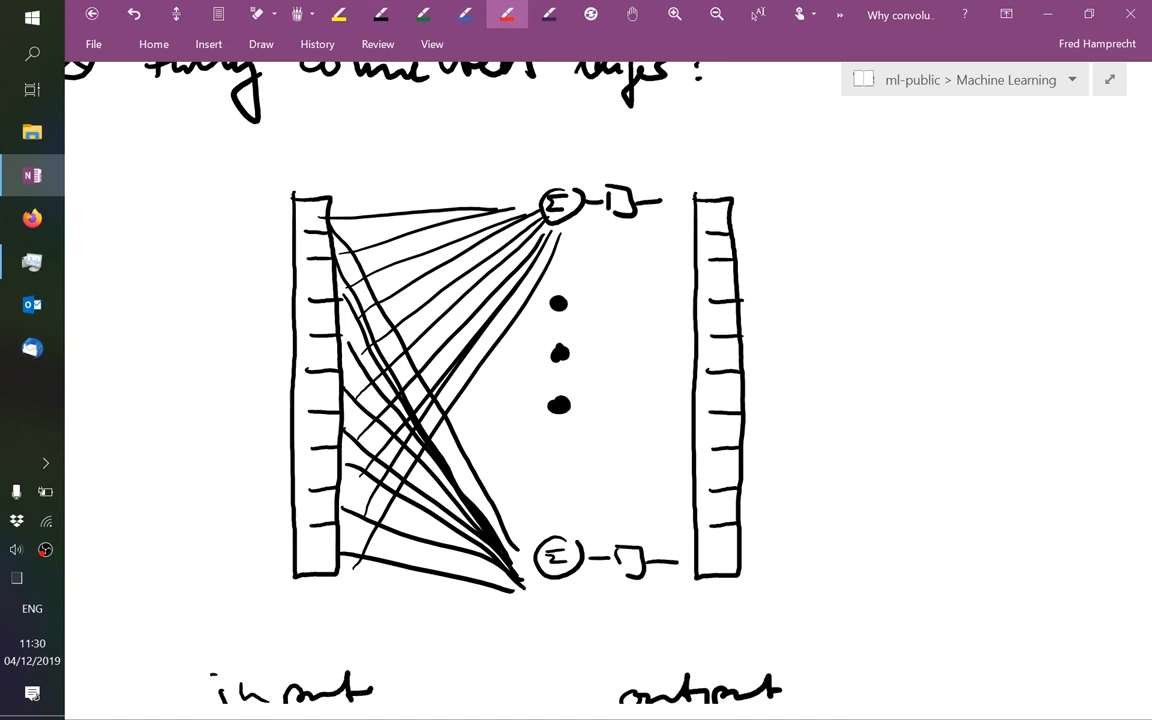 Why convolu..
?
File
Home
Insert
Draw
History
Review
View
Fred Hamprecht
fully connected layers?
ml-public > Machine Learning
Σ
Σ
ENG
11:30
04/12/2019
input
output